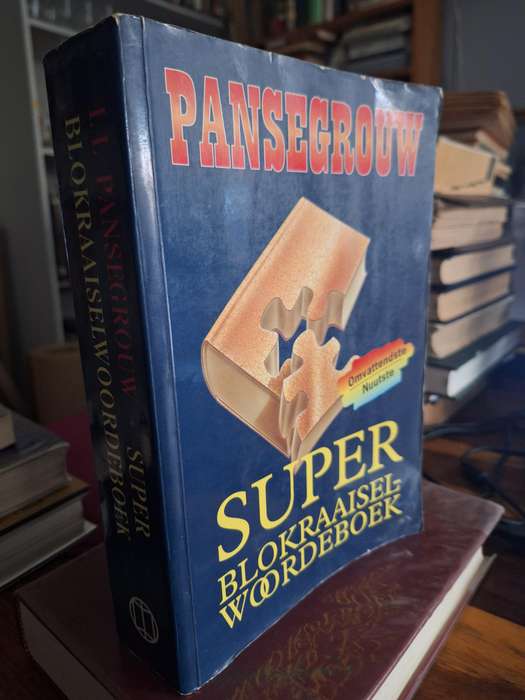 PANSEGROUW
Omvattendste
Nuutste
SUPER
BLOKRAAISEL-
WOORDEBOEK
L.L. PANSEGROUW SUPER
BLOKRAAISELWOORDEBOEK